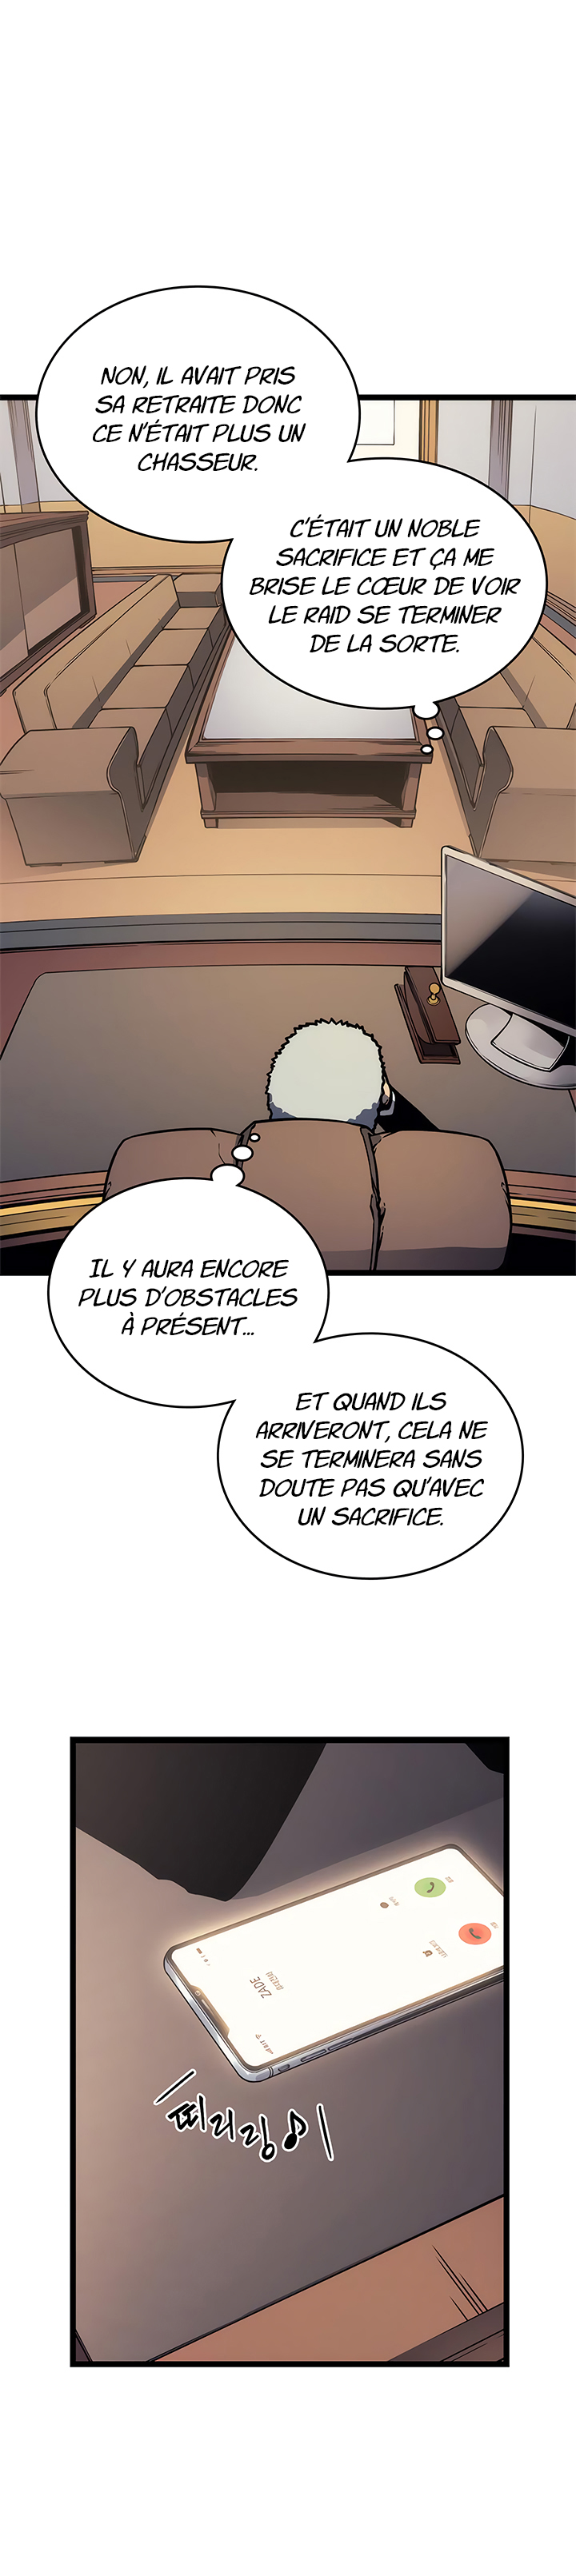 NON, IL AVAIT PRIS
SA RETRAITE DONC
CE N'ÉTAIT PLUS UN
CHASSEUR.
C'ÉTAIT UN NOBLE
SACRIFICE ET ÇA ME
BRISE LE CŒUR DE VOIR
LE RAID SE TERMINER
DE LA SORTE.
IL Y AURA ENCORE
PLUS D'OBSTACLES
À PRÉSENT...
ET QUAND ILS
ARRIVERONT, CELA NE
SE TERMINERA SANS
DOUTE PAS QU'AVEC
UN SACRIFICE.
ZADE
띠리링♪